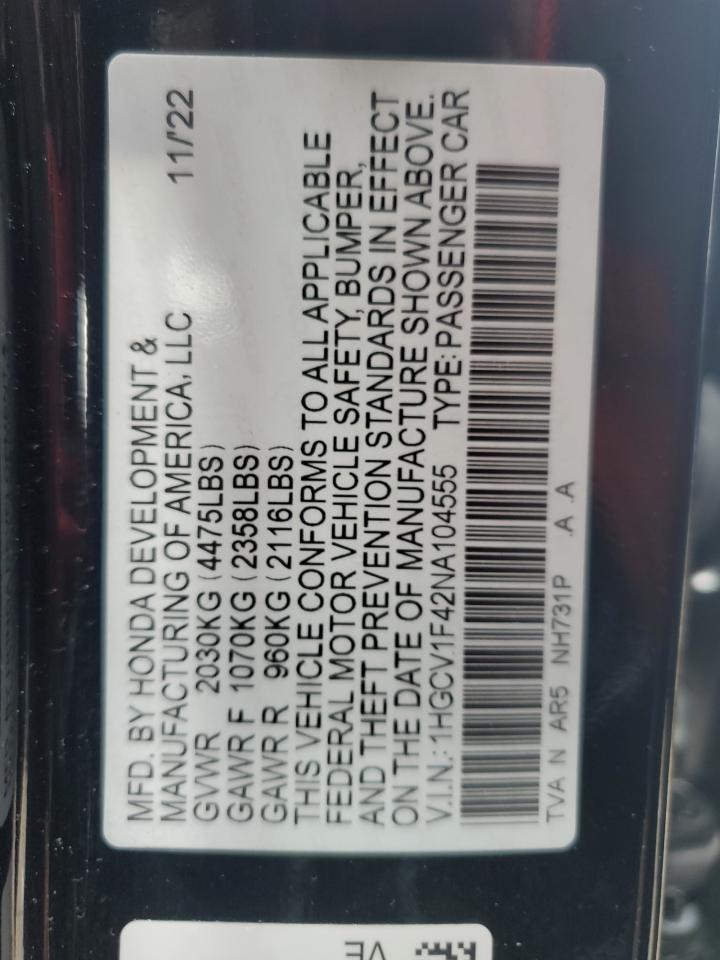 MFD. BY HONDA DEVELOPMENT &
MANUFACTURING OF AMERICA, LLC 11/'22
GVWR 2030KG (4475LBS)
GAWR F 1070KG (2358LBS)
GAWR R 960KG (2116LBS)
THIS VEHICLE CONFORMS TO ALL APPLICABLE
FEDERAL MOTOR VEHICLE SAFETY, BUMPER,
AND THEFT PREVENTION STANDARDS IN EFFECT
ON THE DATE OF MANUFACTURE SHOWN ABOVE.
V.I.N.: 1HGCV1F42NA104555 TYPE: PASSENGER CAR
TVA N AR5 NH731P .A .A
VE